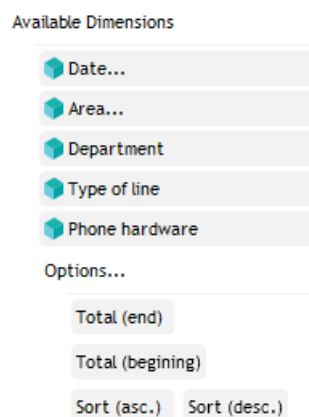 Available Dimensions
Date...
Area...
Department
Type of line
Phone hardware
Options...
Total (end)
Total (begining)
Sort (asc.) Sort (desc.)